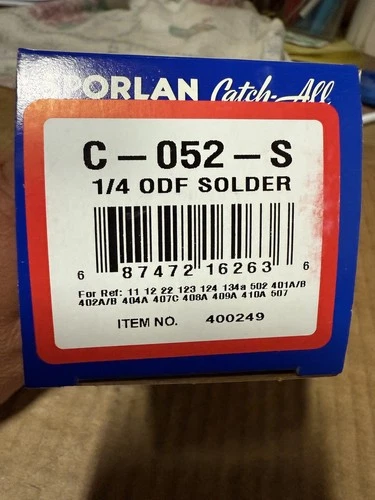 SPORLAN Catch-All
C-052-S
1/4 ODF SOLDER
6 87472 16263 6
For Ref: 11 12 22 123 124 134a 502 401A/B
402A/B 404A 407C 408A 409A 410A 507
ITEM NO. 400249